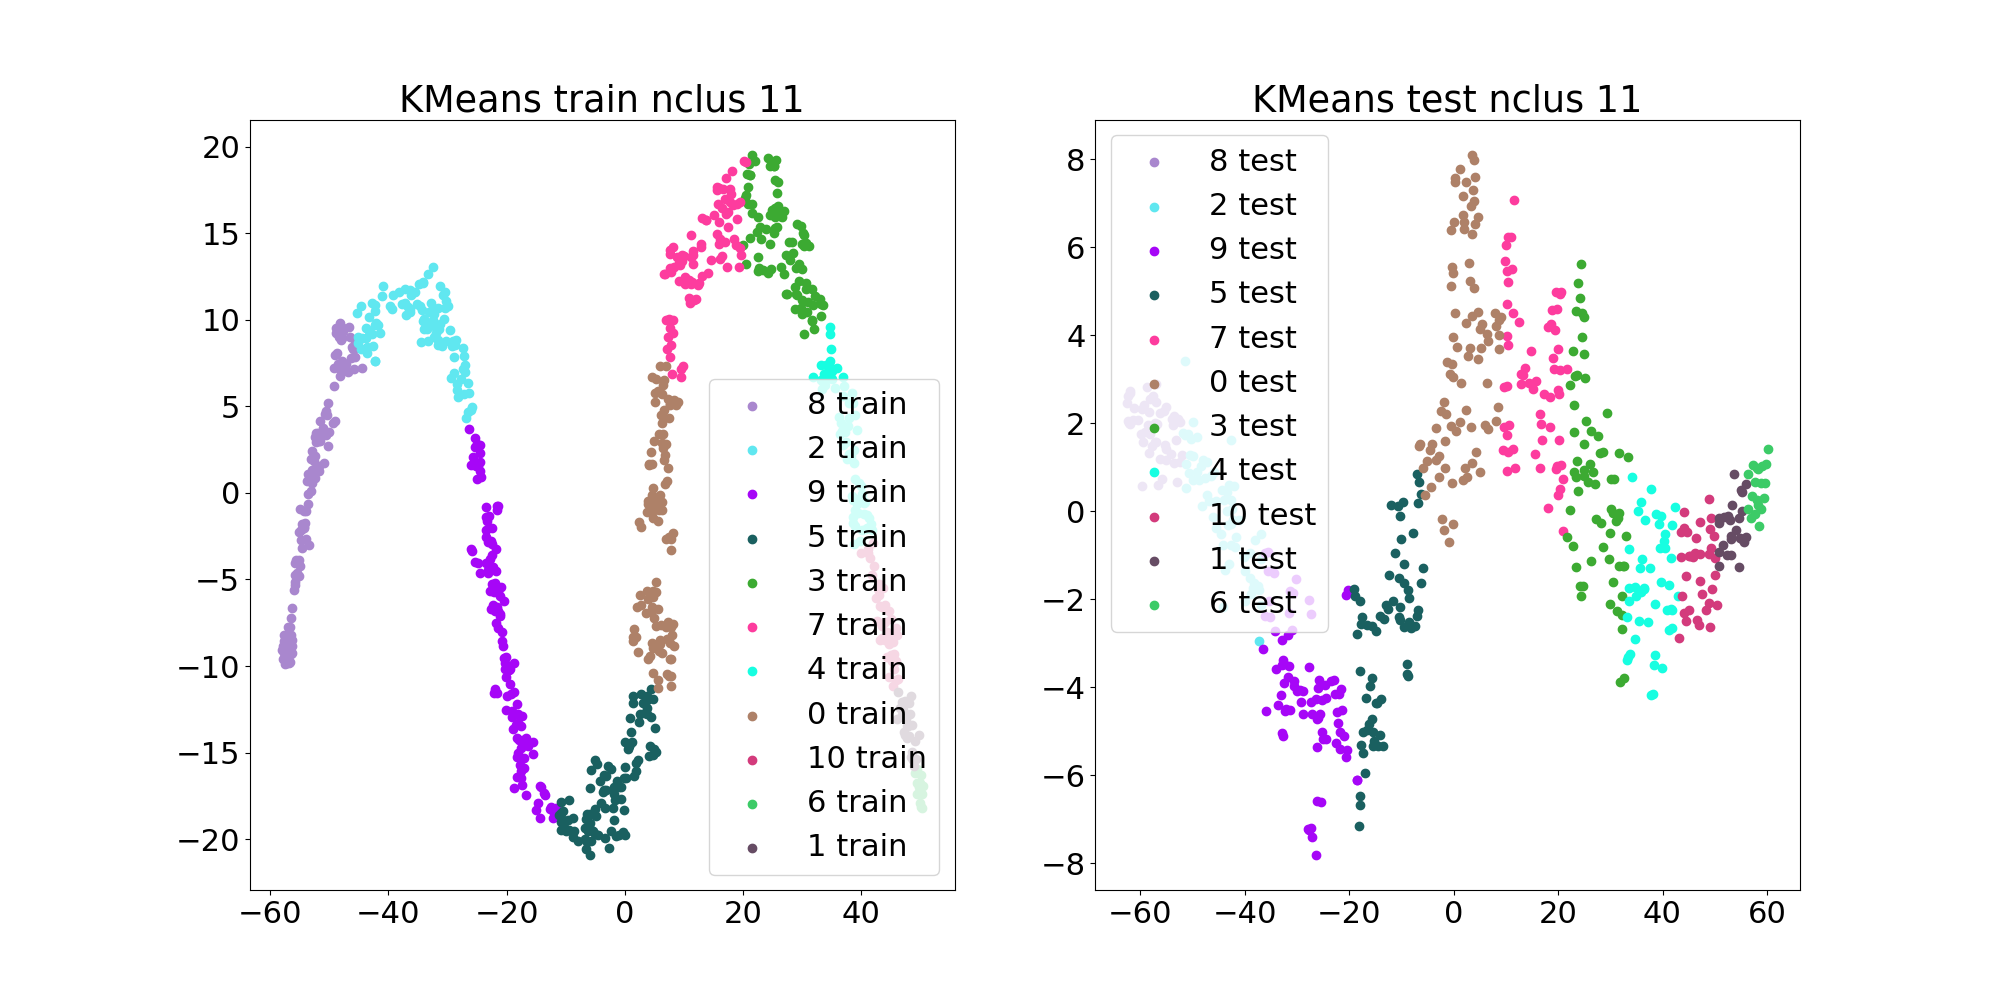 KMeans train nclus 11
20
15
10
5
0
−5
−10
−15
−20
−60 −40 −20 0 20 40
8 train
2 train
9 train
5 train
3 train
7 train
4 train
0 train
10 train
6 train
1 train
KMeans test nclus 11
8
6
4
2
0
−2
−4
−6
−8
−60 −40 −20 0 20 40 60
8 test
2 test
9 test
5 test
7 test
0 test
3 test
4 test
10 test
1 test
6 test